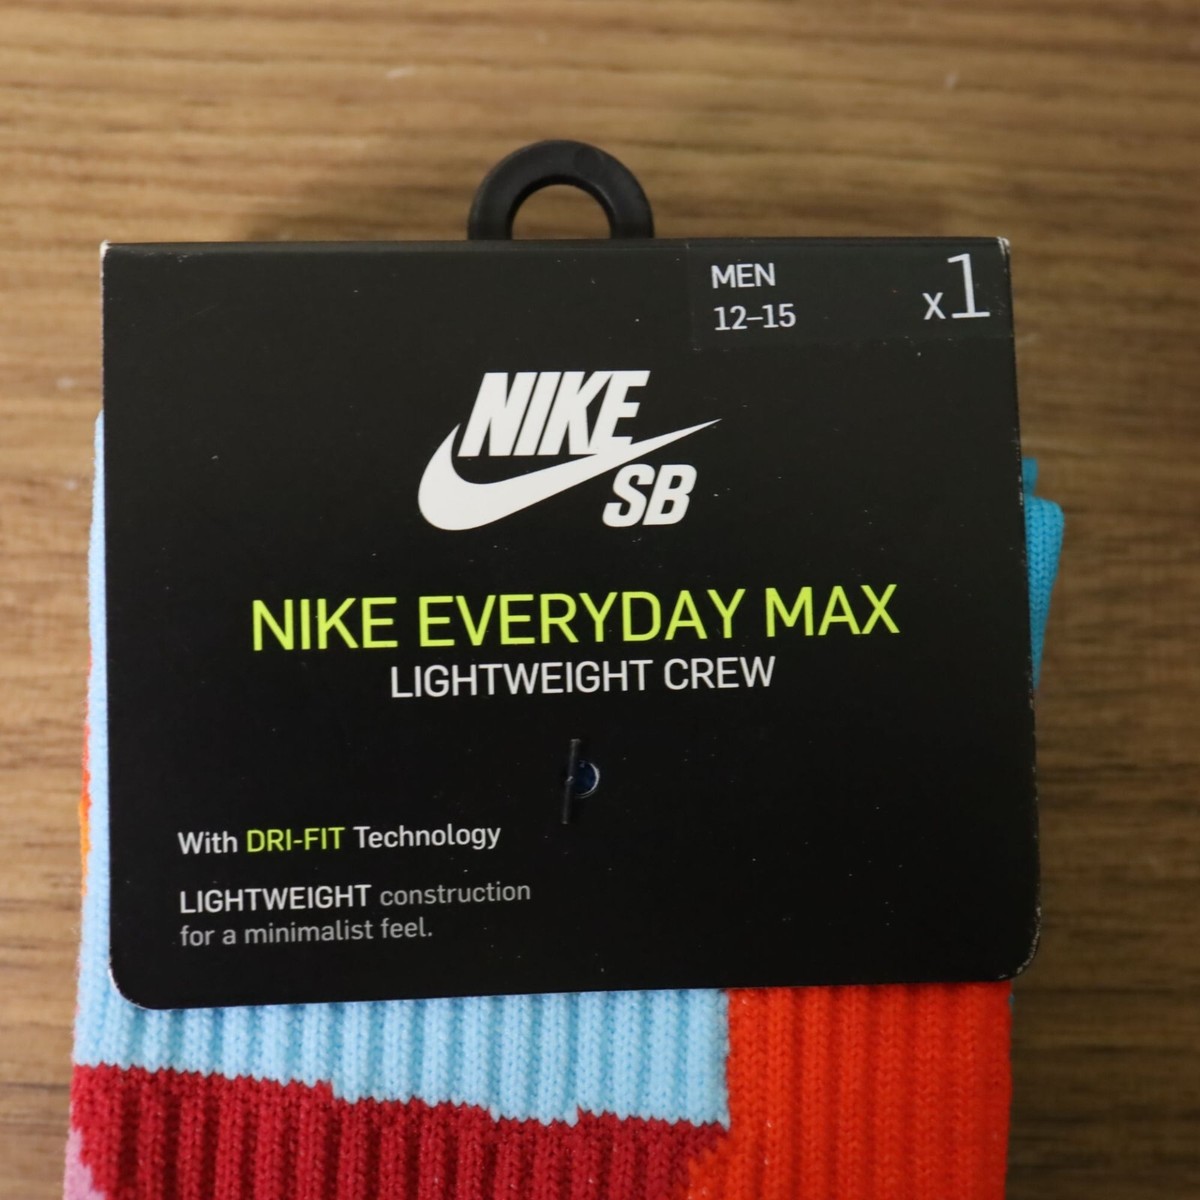 MEN
12–15
x1
NIKE
SB
NIKE EVERYDAY MAX
LIGHTWEIGHT CREW
With DRI-FIT Technology
LIGHTWEIGHT construction
for a minimalist feel.